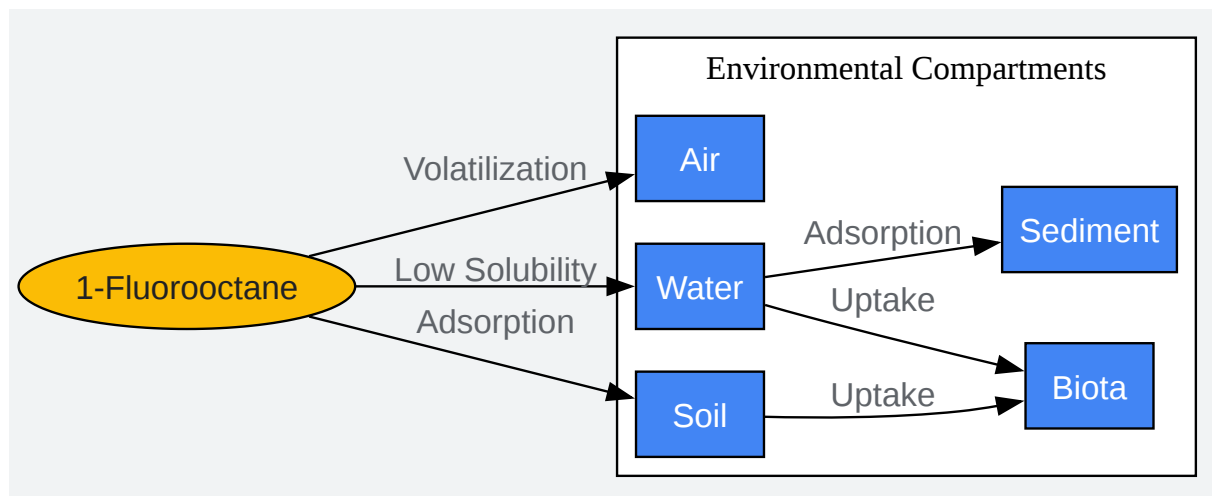 Environmental Compartments
Air
Volatilization
Sediment
Adsorption
1-Fluorooctane
Low Solubility
Water
Uptake
Adsorption
Biota
Uptake
Soil